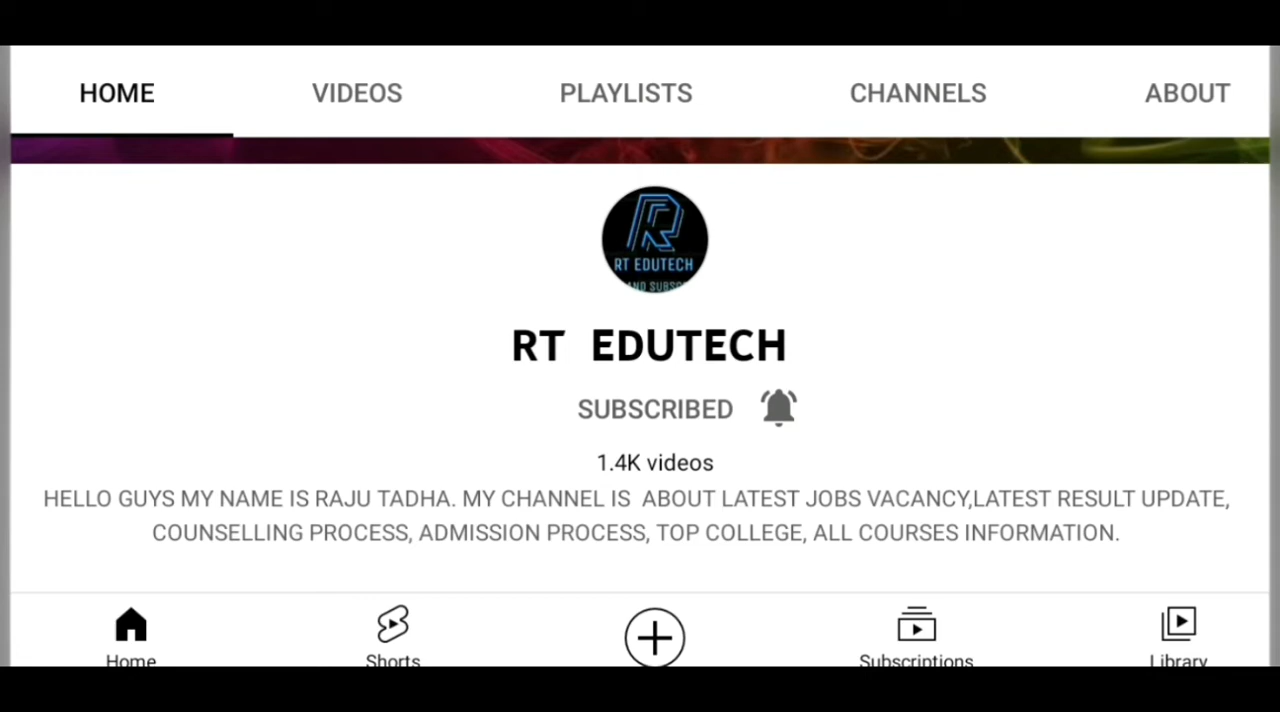 HOME VIDEOS PLAYLISTS CHANNELS ABOUT
RT EDUTECH
AND SUBSC
RT EDUTECH
SUBSCRIBED
1.4K videos
HELLO GUYS MY NAME IS RAJU TADHA. MY CHANNEL IS ABOUT LATEST JOBS VACANCY,LATEST RESULT UPDATE,
COUNSELLING PROCESS, ADMISSION PROCESS, TOP COLLEGE, ALL COURSES INFORMATION.
Home Shorts Subscriptions Library